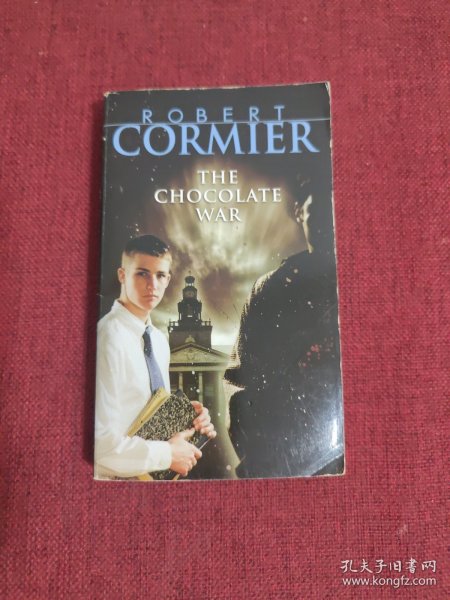 ROBERT
CORMIER
THE
CHOCOLATE
WAR
孔夫子旧书网
www.kongfz.com